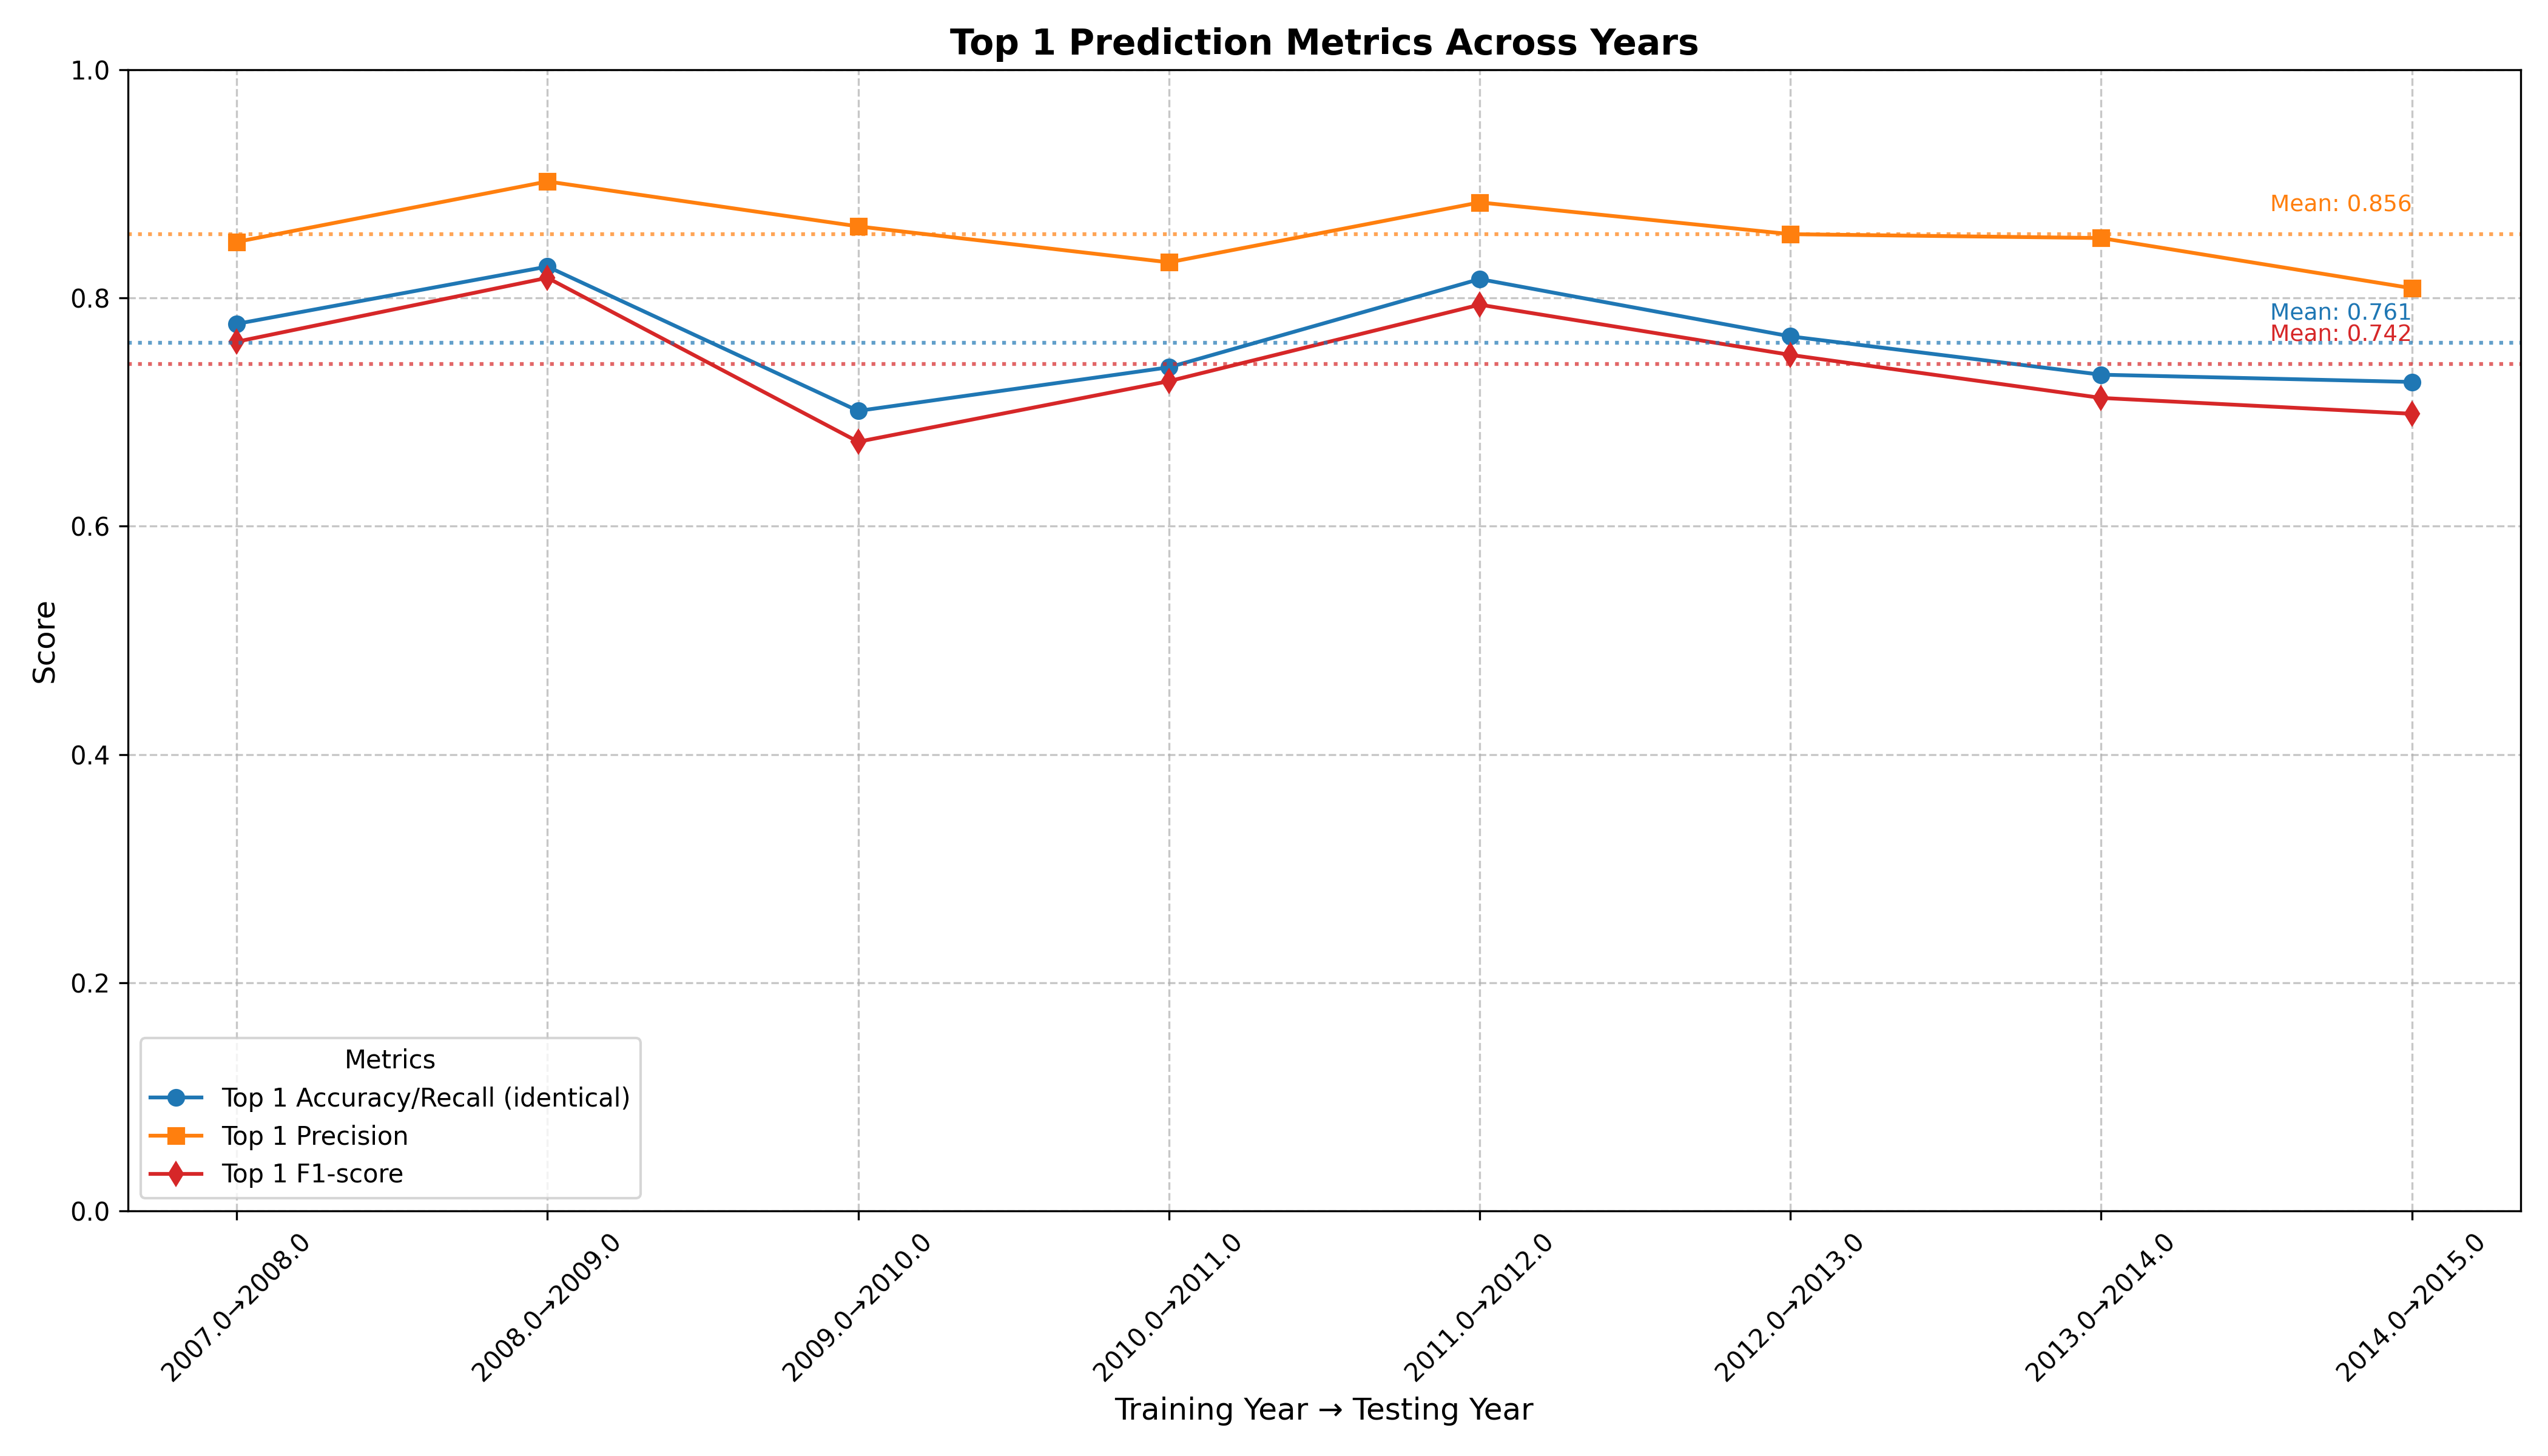 Top 1 Prediction Metrics Across Years
1.0
0.8
0.6
0.4
0.2
0.0
Score
Mean: 0.856
Mean: 0.761
Mean: 0.742
Metrics
Top 1 Accuracy/Recall (identical)
Top 1 Precision
Top 1 F1-score
2007.0→2008.0
2008.0→2009.0
2009.0→2010.0
2010.0→2011.0
2011.0→2012.0
2012.0→2013.0
2013.0→2014.0
2014.0→2015.0
Training Year → Testing Year